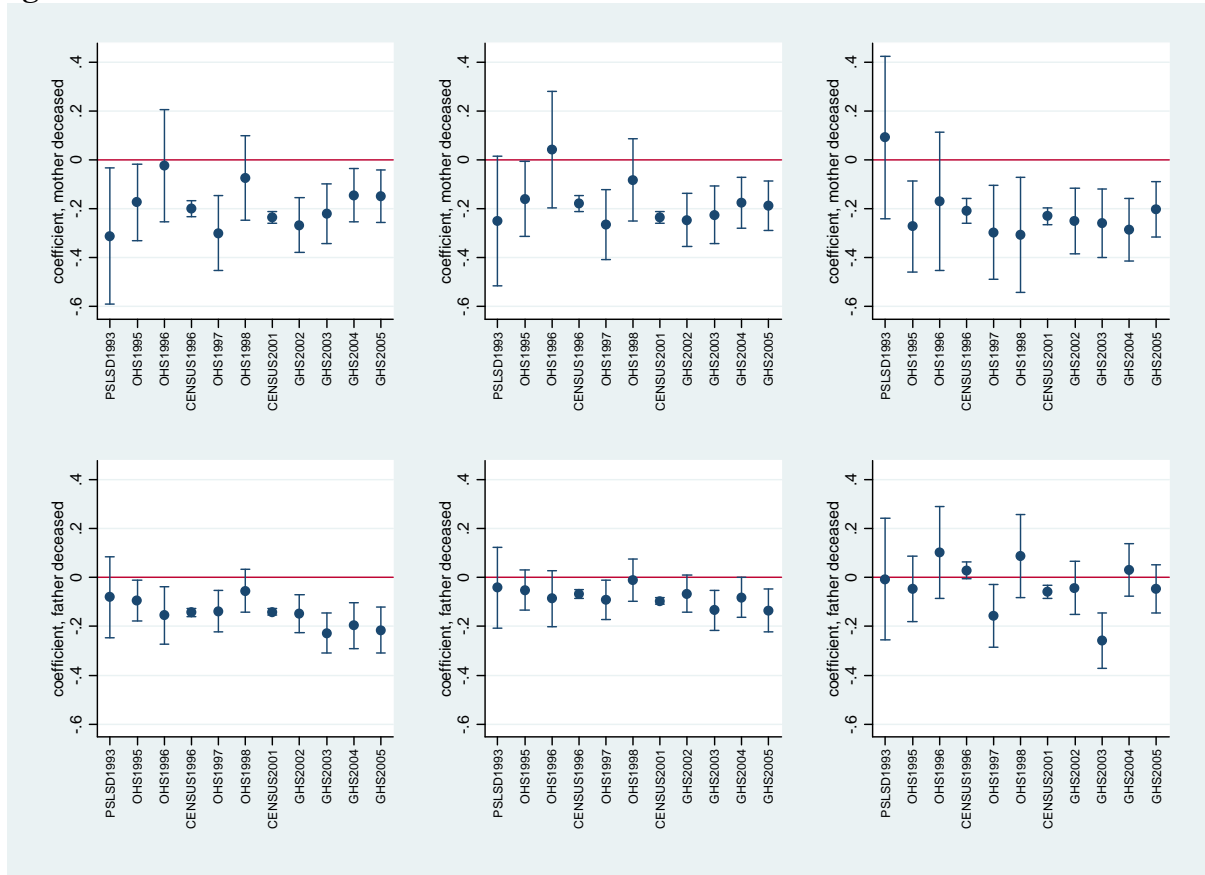 coefficient, mother deceased
.4
.2
0
-.2
-.4
-.6
PSLSD1993
OHS1995
OHS1996
CENSUS1996
OHS1997
OHS1998
CENSUS2001
GHS2002
GHS2003
GHS2004
GHS2005
coefficient, mother deceased
.4
.2
0
-.2
-.4
-.6
PSLSD1993
OHS1995
OHS1996
CENSUS1996
OHS1997
OHS1998
CENSUS2001
GHS2002
GHS2003
GHS2004
GHS2005
coefficient, mother deceased
.4
.2
0
-.2
-.4
-.6
PSLSD1993
OHS1995
OHS1996
CENSUS1996
OHS1997
OHS1998
CENSUS2001
GHS2002
GHS2003
GHS2004
GHS2005
coefficient, father deceased
.4
.2
0
-.2
-.4
-.6
PSLSD1993
OHS1995
OHS1996
CENSUS1996
OHS1997
OHS1998
CENSUS2001
GHS2002
GHS2003
GHS2004
GHS2005
coefficient, father deceased
.4
.2
0
-.2
-.4
-.6
PSLSD1993
OHS1995
OHS1996
CENSUS1996
OHS1997
OHS1998
CENSUS2001
GHS2002
GHS2003
GHS2004
GHS2005
coefficient, father deceased
.4
.2
0
-.2
-.4
-.6
PSLSD1993
OHS1995
OHS1996
CENSUS1996
OHS1997
OHS1998
CENSUS2001
GHS2002
GHS2003
GHS2004
GHS2005